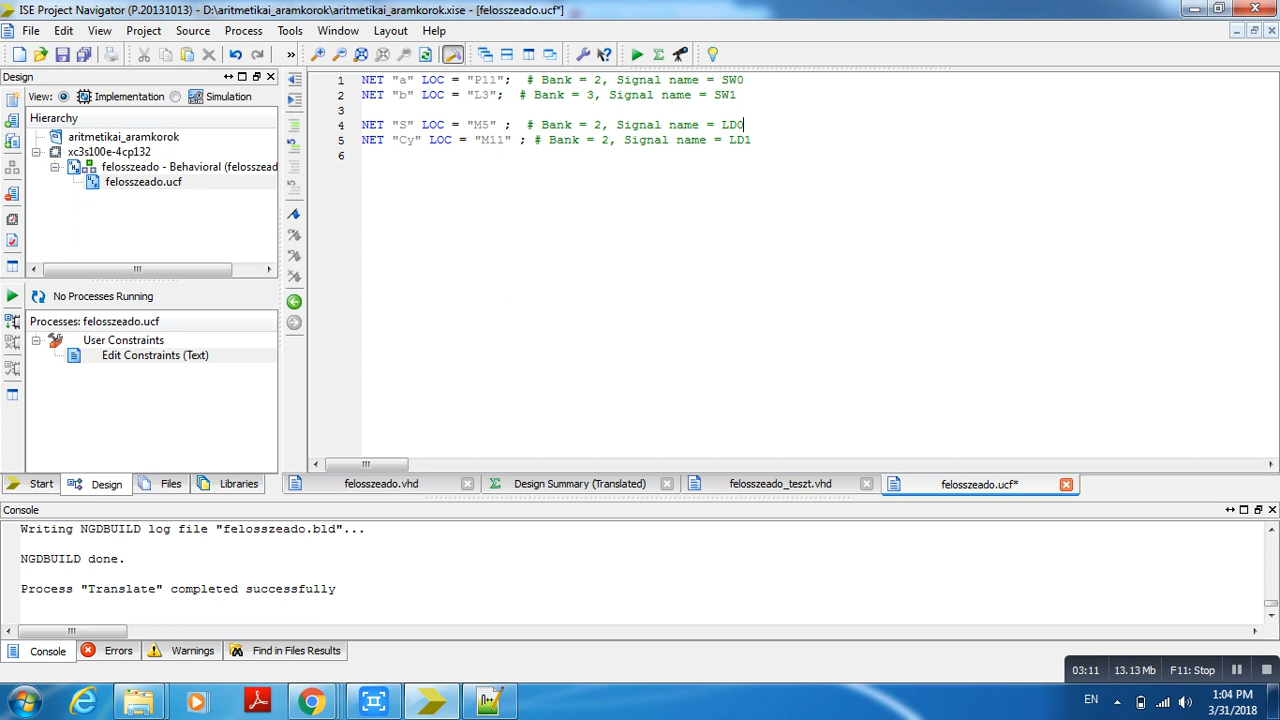 ISE Project Navigator (P.20131013) - D:\aritmetikai_aramkorok\aritmetikai_aramkorok.xise - [felosszeado.ucf*]
File Edit View Project Source Process Tools Window Layout Help
»
Design
View: Implementation Simulation
Hierarchy
aritmetikai_aramkorok
xc3s100e-4cp132
felosszeado - Behavioral (felosszead
felosszeado.ucf
No Processes Running
Processes: felosszeado.ucf
User Constraints
Edit Constraints (Text)
1 NET "a" LOC = "P11"; # Bank = 2, Signal name = SW0
2 NET "b" LOC = "L3"; # Bank = 3, Signal name = SW1
3
4 NET "S" LOC = "M5" ; # Bank = 2, Signal name = LD0
5 NET "Cy" LOC = "M11" ; # Bank = 2, Signal name = LD1
6
Start Design Files Libraries
felosszeado.vhd Design Summary (Translated) felosszeado_teszt.vhd felosszeado.ucf*
Console
Writing NGDBUILD log file "felosszeado.bld"...
NGDBUILD done.
Process "Translate" completed successfully
Console Errors Warnings Find in Files Results
03:11 13.13 Mb F11: Stop
EN
1:04 PM
3/31/2018